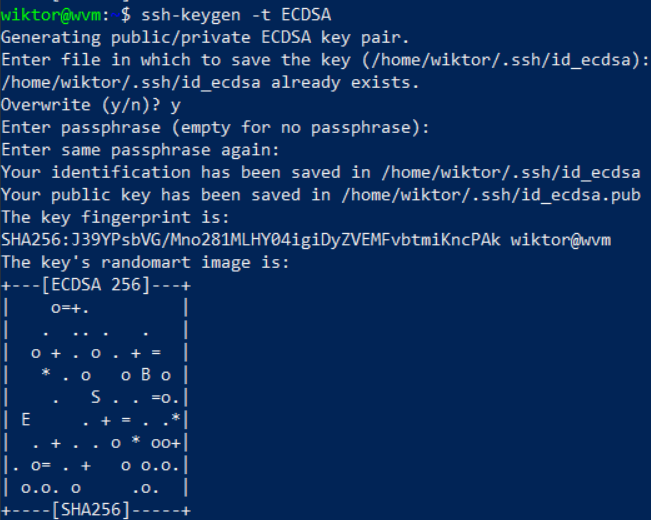 wiktor@wvm: $ ssh-keygen -t ECDSA
Generating public/private ECDSA key pair.
Enter file in which to save the key (/home/wiktor/.ssh/id_ecdsa):
/home/wiktor/.ssh/id_ecdsa already exists.
Overwrite (y/n)? y
Enter passphrase (empty for no passphrase):
Enter same passphrase again:
Your identification has been saved in /home/wiktor/.ssh/id_ecdsa
Your public key has been saved in /home/wiktor/.ssh/id_ecdsa.pub
The key fingerprint is:
SHA256:J39YPsbVG/Mno281MLHY04igiDyZVEMFvbtmiKncPAk wiktor@wvm
The key's randomart image is:
+---[ECDSA 256]---+
|    o=+.         |
|   .  .. .   .   |
|  o + . o . + =  |
|   * . o   o B o |
|    .   S . . =o.|
| E     . + = . .*|
|  . + . . o * oo+|
|. o= . +   o o.o.|
| o.o. o     .o.  |
+----[SHA256]-----+